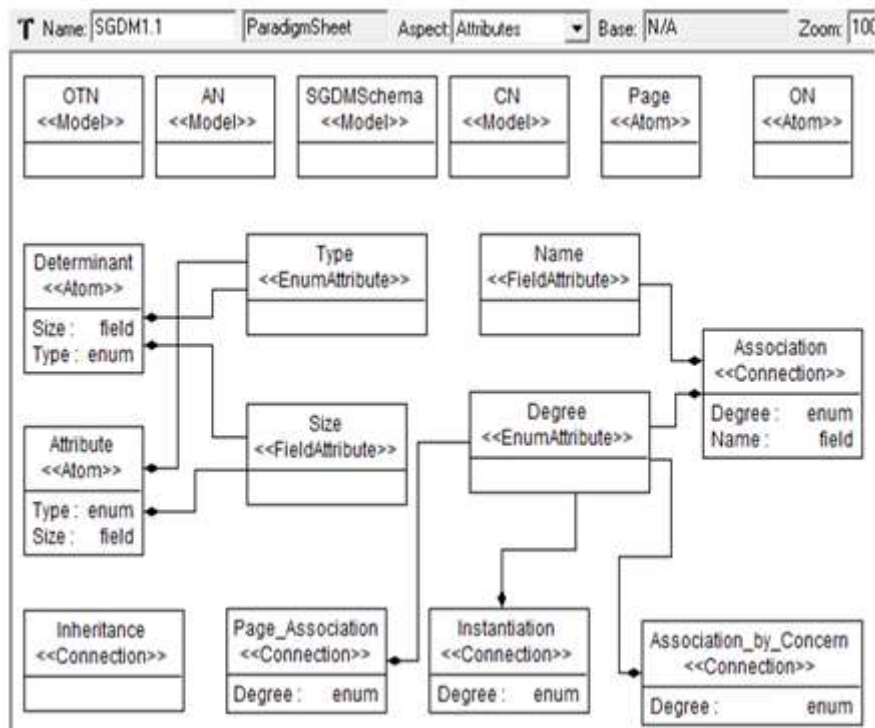 Name: SGDM1.1 ParadigmSheet Aspect: Attributes Base: N/A Zoom: 100
OTN
<<Model>>
AN
<<Model>>
SGDMSchema
<<Model>>
CN
<<Model>>
Page
<<Atom>>
ON
<<Atom>>
Determinant
<<Atom>>
Size : field
Type : enum
Type
<<EnumAttribute>>
Name
<<FieldAttribute>>
Association
<<Connection>>
Degree : enum
Name : field
Attribute
<<Atom>>
Type : enum
Size : field
Size
<<FieldAttribute>>
Degree
<<EnumAttribute>>
Inheritance
<<Connection>>
Page_Association
<<Connection>>
Degree : enum
Instantiation
<<Connection>>
Degree : enum
Association_by_Concern
<<Connection>>
Degree : enum